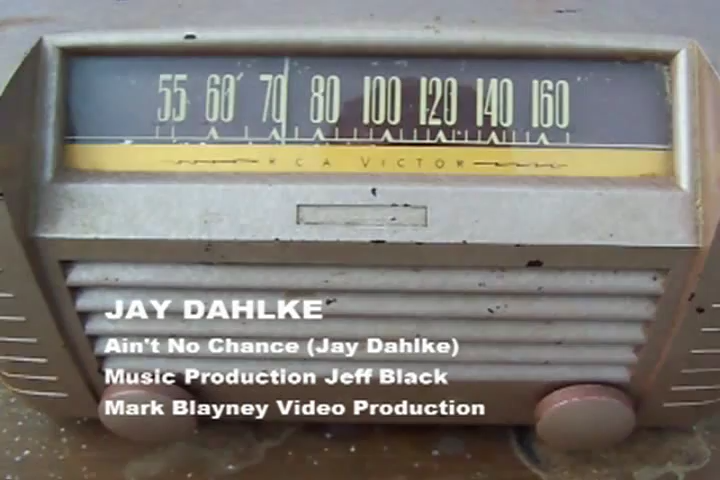 55 60 70 80 100 120 140 160
RCA VICTOR
JAY DAHLKE
Ain't No Chance (Jay Dahlke)
Music Production Jeff Black
Mark Blayney Video Production